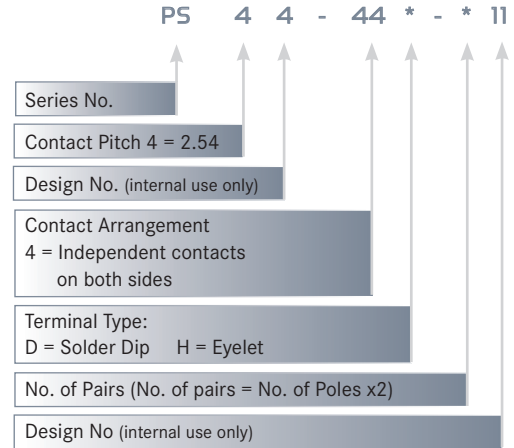 PS 4 4 - 44 * - * 11
Series No.
Contact Pitch 4 = 2.54
Design No. (internal use only)
Contact Arrangement
4 = Independent contacts
on both sides
Terminal Type:
D = Solder Dip H = Eyelet
No. of Pairs (No. of pairs = No. of Poles x2)
Design No (internal use only)